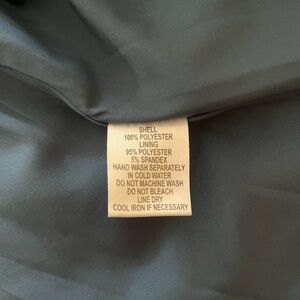 SHELL
100% POLYESTER
LINING
95% POLYESTER
5% SPANDEX
HAND WASH SEPARATELY
IN COLD WATER
DO NOT MACHINE WASH
DO NOT BLEACH
LINE DRY
COOL IRON IF NECESSARY